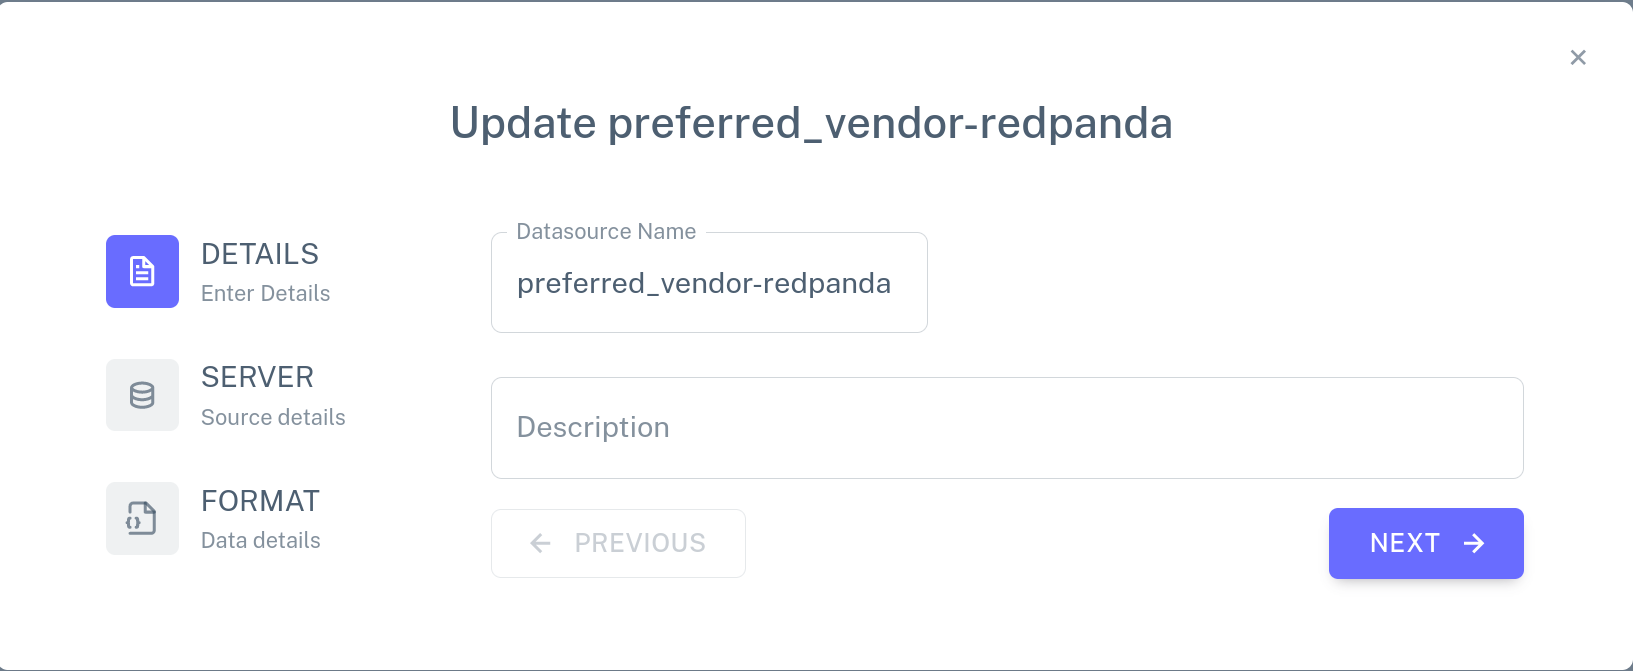 Update preferred_vendor-redpanda
DETAILS
Enter Details
SERVER
Source details
FORMAT
Data details
Datasource Name
preferred_vendor-redpanda
Description
PREVIOUS
NEXT